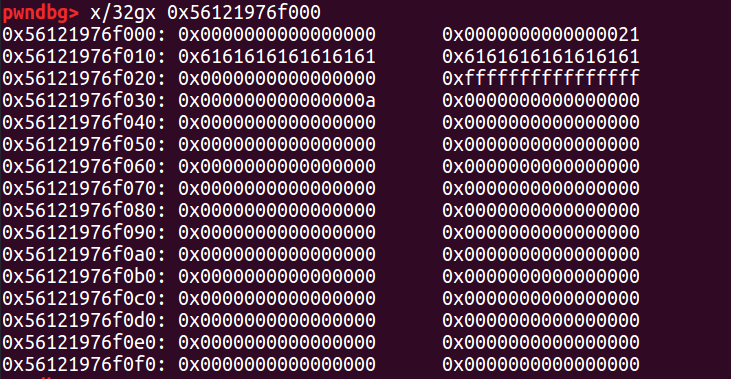 pwndbg> x/32gx 0x56121976f000
0x56121976f000: 0x0000000000000000 0x0000000000000021
0x56121976f010: 0x6161616161616161 0x6161616161616161
0x56121976f020: 0x0000000000000000 0xffffffffffffffff
0x56121976f030: 0x000000000000000a 0x0000000000000000
0x56121976f040: 0x0000000000000000 0x0000000000000000
0x56121976f050: 0x0000000000000000 0x0000000000000000
0x56121976f060: 0x0000000000000000 0x0000000000000000
0x56121976f070: 0x0000000000000000 0x0000000000000000
0x56121976f080: 0x0000000000000000 0x0000000000000000
0x56121976f090: 0x0000000000000000 0x0000000000000000
0x56121976f0a0: 0x0000000000000000 0x0000000000000000
0x56121976f0b0: 0x0000000000000000 0x0000000000000000
0x56121976f0c0: 0x0000000000000000 0x0000000000000000
0x56121976f0d0: 0x0000000000000000 0x0000000000000000
0x56121976f0e0: 0x0000000000000000 0x0000000000000000
0x56121976f0f0: 0x0000000000000000 0x0000000000000000